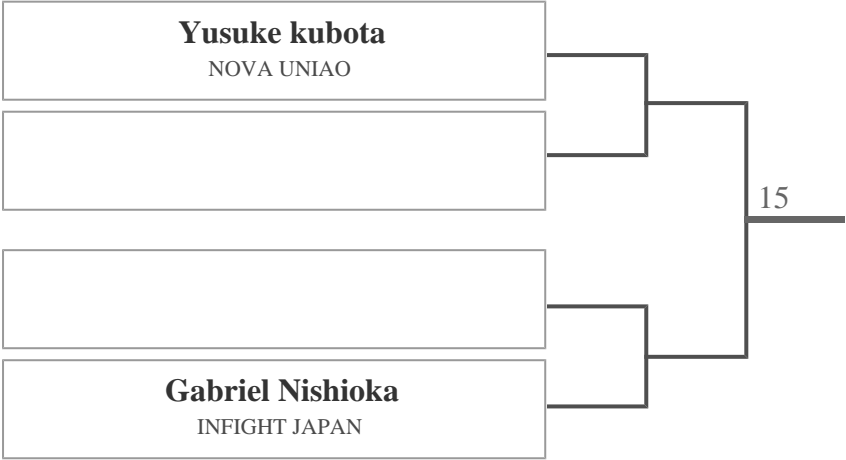 Yusuke kubota
NOVA UNIAO
15
Gabriel Nishioka
INFIGHT JAPAN